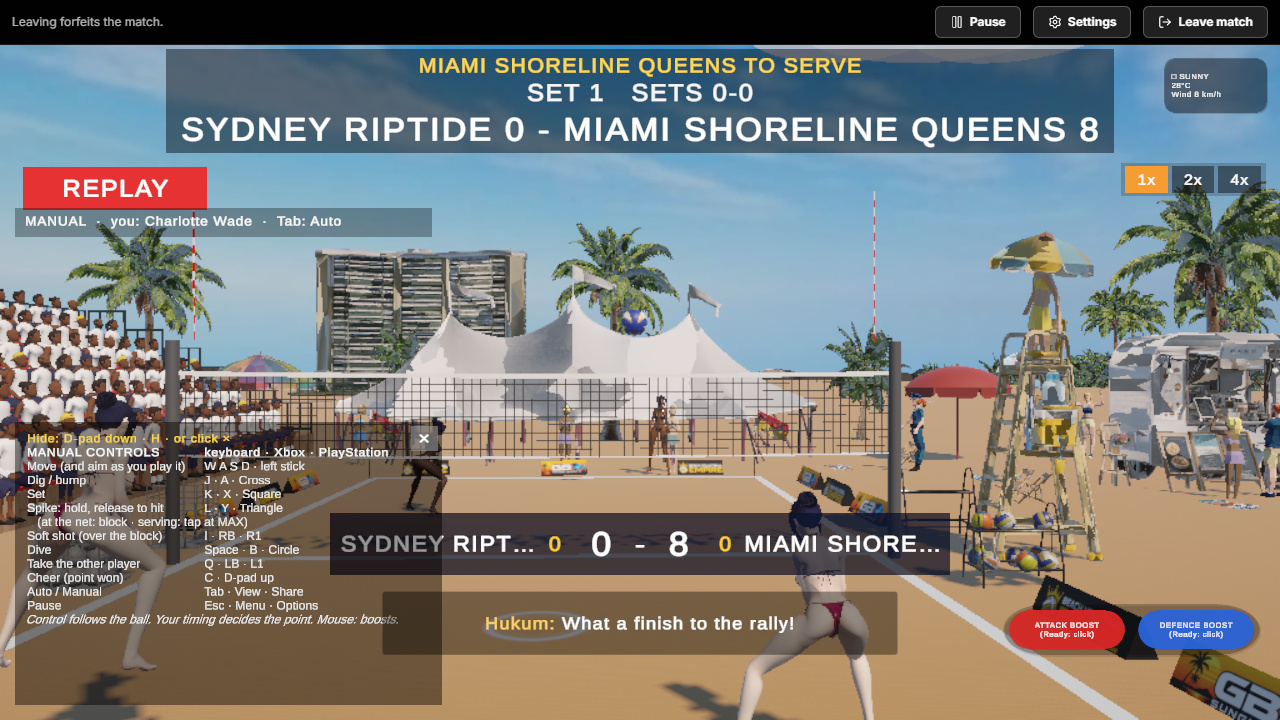 Leaving forfeits the match.
Pause
Settings
Leave match
MIAMI SHORELINE QUEENS TO SERVE
SET 1 SETS 0-0
SYDNEY RIPTIDE 0 - MIAMI SHORELINE QUEENS 8
SUNNY
28°C
Wind 8 km/h
1x 2x 4x
REPLAY
MANUAL · you: Charlotte Wade · Tab: Auto
Hide: D-pad down · H · or click ×
×
MANUAL CONTROLS keyboard · Xbox · PlayStation
Move (and aim as you play it) W A S D · left stick
Dig / bump J · A · Cross
Set K · X · Square
Spike: hold, release to hit L · Y · Triangle
(at the net: block · serving: tap at MAX)
Soft shot (over the block) I · RB · R1
Dive Space · B · Circle
Take the other player Q · LB · L1
Cheer (point won) C · D-pad up
Auto / Manual Tab · View · Share
Pause Esc · Menu · Options
Control follows the ball. Your timing decides the point. Mouse: boosts.
SYDNEY RIPT... 0 0 - 8 0 MIAMI SHORE...
Hukum: What a finish to the rally!
ATTACK BOOST
(Ready: click)
DEFENCE BOOST
(Ready: click)
GB